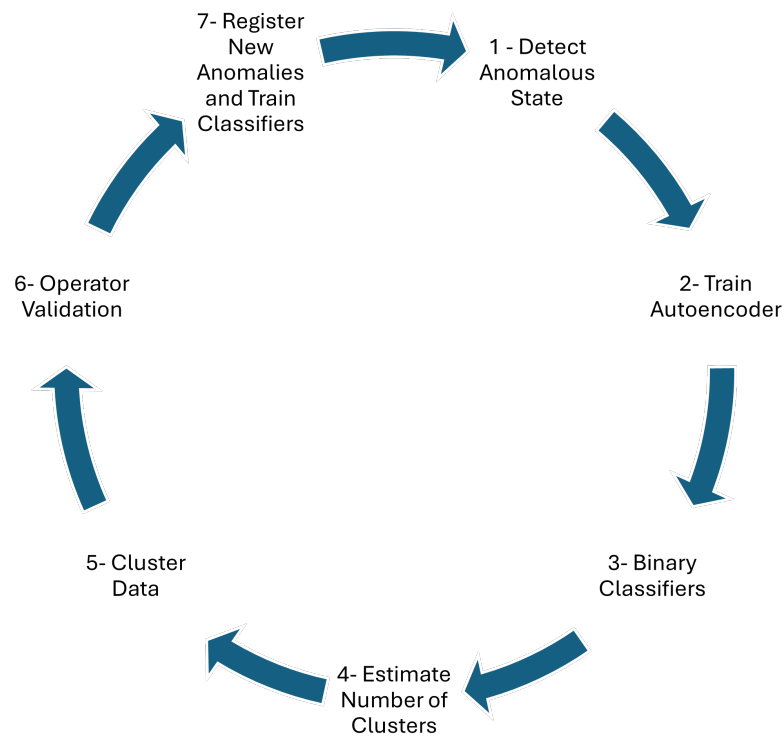 1 - Detect
Anomalous
State
2- Train
Autoencoder
3- Binary
Classifiers
4- Estimate
Number of
Clusters
5- Cluster
Data
6- Operator
Validation
7- Register
New
Anomalies
and Train
Classifiers